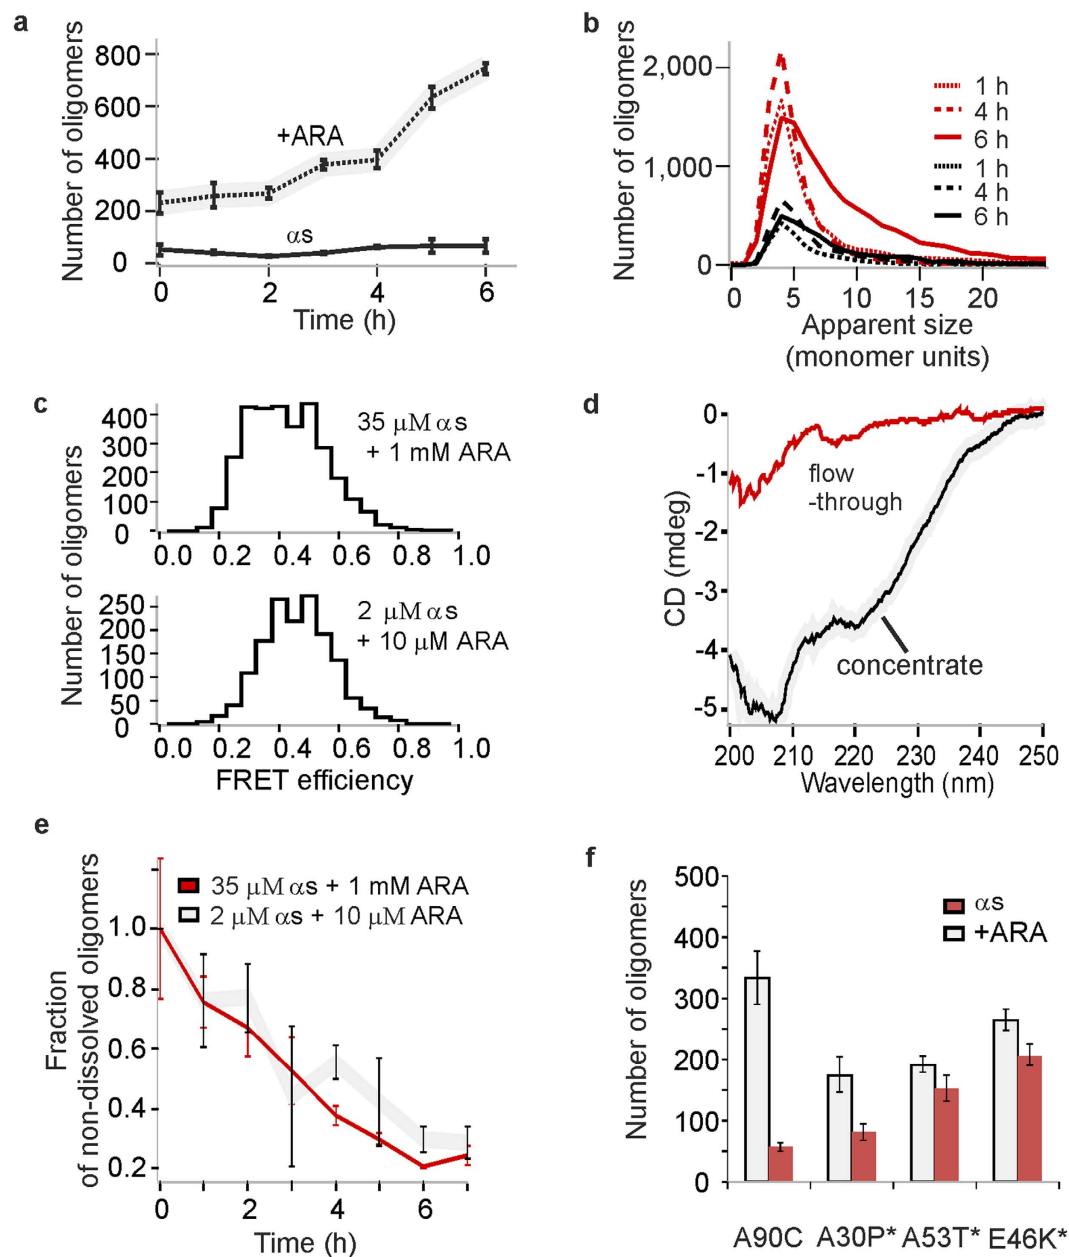 a
Number of oligomers
800
600
400
200
0
+ARA
αs
0
2
4
6
Time (h)
b
Number of oligomers
2,000
1,000
0
1 h
4 h
6 h
1 h
4 h
6 h
0
5
10
15
20
Apparent size
(monomer units)
c
Number of oligomers
400
300
200
100
0
35 μM αs
+ 1 mM ARA
0.0
0.2
0.4
0.6
0.8
1.0
250
200
150
100
50
0
2 μM αs
+ 10 μM ARA
0.0
0.2
0.4
0.6
0.8
1.0
FRET efficiency
d
CD (mdeg)
0
-1
-2
-3
-4
-5
flow
-through
concentrate
200
210
220
230
240
250
Wavelength (nm)
e
Fraction
of non-dissolved oligomers
1.0
0.8
0.6
0.4
0.2
35 μM αs + 1 mM ARA
2 μM αs + 10 μM ARA
0
2
4
6
Time (h)
f
Number of oligomers
500
400
300
200
100
0
αs
+ARA
A90C
A30P*
A53T*
E46K*